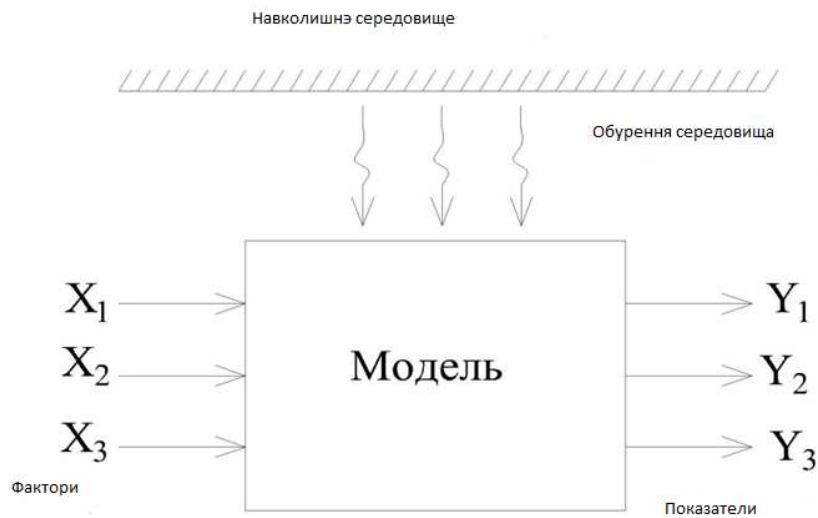 Навколишнэ середовище
Обурення середовища
X₁
Y₁
X₂
Модель
Y₂
X₃
Y₃
Фактори
Показатели